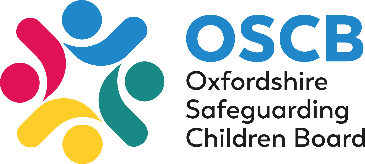 OSCB
Oxfordshire
Safeguarding
Children Board